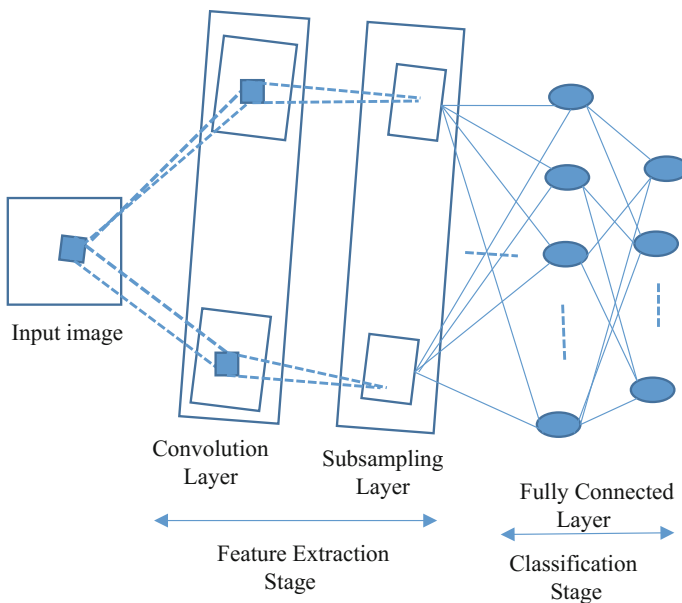 Input image
Convolution
Layer
Subsampling
Layer
Fully Connected
Layer
Feature Extraction
Stage
Classification
Stage